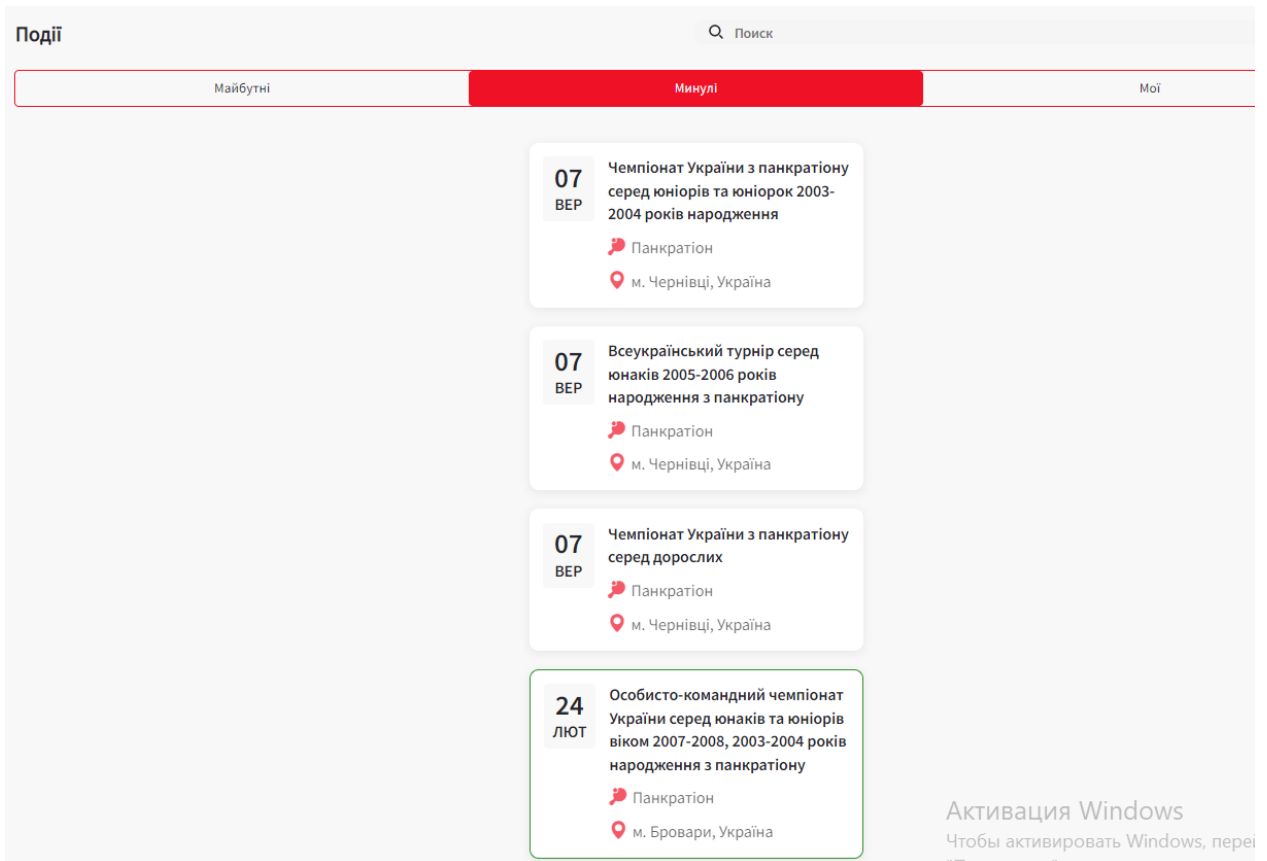 Події
Поиск
Майбутні
Минулі
Мої
07
ВЕР
Чемпіонат України з панкратіону
серед юніорів та юніорок 2003-
2004 років народження
Панкратіон
м. Чернівці, Україна
07
ВЕР
Всеукраїнський турнір серед
юнаків 2005-2006 років
народження з панкратіону
Панкратіон
м. Чернівці, Україна
07
ВЕР
Чемпіонат України з панкратіону
серед дорослих
Панкратіон
м. Чернівці, Україна
24
ЛЮТ
Особисто-командний чемпіонат
України серед юнаків та юніорів
віком 2007-2008, 2003-2004 років
народження з панкратіону
Панкратіон
м. Бровари, Україна
Активация Windows
Чтобы активировать Windows,